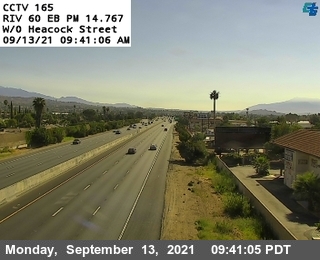 CCTV 165
RIV 60 EB PM 14.767
W/O Heacock Street
09/13/21 09:41:06 AM
Monday, September 13, 2021 09:41:05 PDT